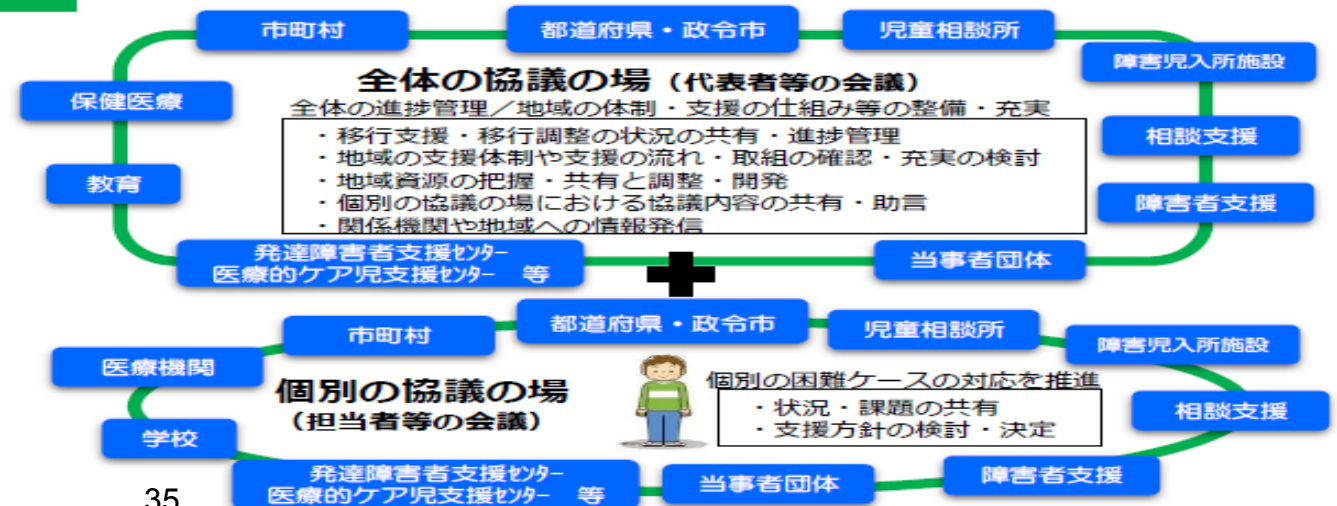 市町村
都道府県・政令市
児童相談所
障害児入所施設
保健医療
全体の協議の場（代表者等の会議）
全体の進捗管理／地域の体制・支援の仕組み等の整備・充実
・移行支援・移行調整の状況の共有・進捗管理
・地域の支援体制や支援の流れ・取組の確認・充実の検討
・地域資源の把握・共有と調整・開発
・個別の協議の場における協議内容の共有・助言
・関係機関や地域への情報発信
相談支援
教育
障害者支援
発達障害者支援ｾﾝﾀｰ
医療的ケア児支援ｾﾝﾀｰ　等
当事者団体
市町村
都道府県・政令市
児童相談所
障害児入所施設
医療機関
個別の協議の場
（担当者等の会議）
個別の困難ケースの対応を推進
・状況・課題の共有
・支援方針の検討・決定
相談支援
学校
発達障害者支援ｾﾝﾀｰ
医療的ケア児支援ｾﾝﾀｰ　等
当事者団体
障害者支援
35